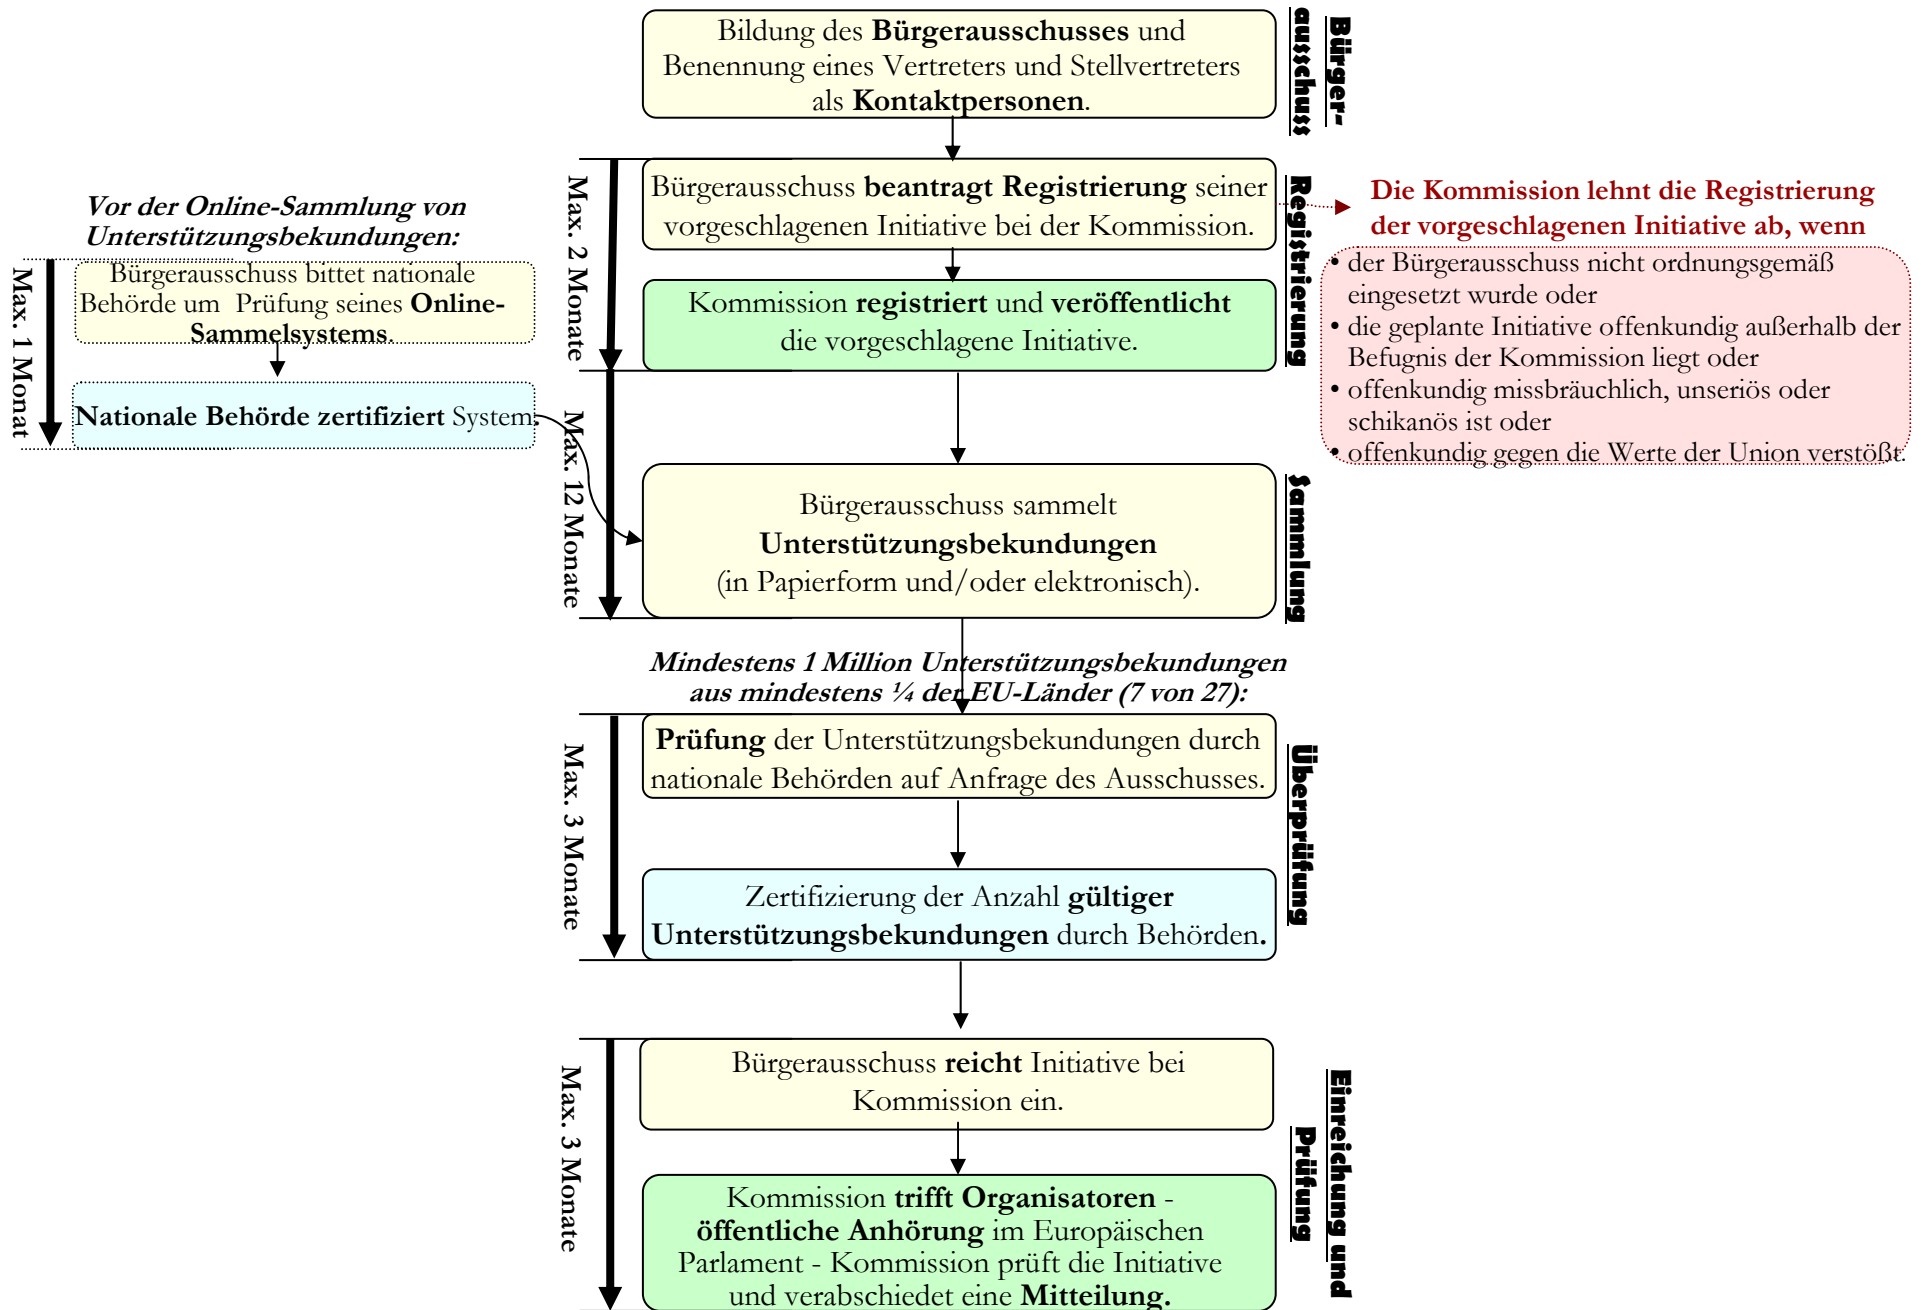 Bildung des Bürgerausschusses und
Benennung eines Vertreters und Stellvertreters
als Kontaktpersonen.
Bürger-
ausschuss
Max. 2 Monate
Bürgerausschuss beantragt Registrierung seiner
vorgeschlagenen Initiative bei der Kommission.
Kommission registriert und veröffentlicht
die vorgeschlagene Initiative.
Registrierung
Die Kommission lehnt die Registrierung
der vorgeschlagenen Initiative ab, wenn
• der Bürgerausschuss nicht ordnungsgemäß
eingesetzt wurde oder
• die geplante Initiative offenkundig außerhalb der
Befugnis der Kommission liegt oder
• offenkundig missbräuchlich, unseriös oder
schikanös ist oder
• offenkundig gegen die Werte der Union verstößt.
Vor der Online-Sammlung von
Unterstützungsbekundungen:
Max. 1 Monat
Bürgerausschuss bittet nationale
Behörde um Prüfung seines Online-
Sammelsystems.
Nationale Behörde zertifiziert System.
Max. 12 Monate
Bürgerausschuss sammelt
Unterstützungsbekundungen
(in Papierform und/oder elektronisch).
Sammlung
Mindestens 1 Million Unterstützungsbekundungen
aus mindestens ¼ der EU-Länder (7 von 27):
Max. 3 Monate
Prüfung der Unterstützungsbekundungen durch
nationale Behörden auf Anfrage des Ausschusses.
Zertifizierung der Anzahl gültiger
Unterstützungsbekundungen durch Behörden.
Überprüfung
Max. 3 Monate
Bürgerausschuss reicht Initiative bei
Kommission ein.
Kommission trifft Organisatoren -
öffentliche Anhörung im Europäischen
Parlament - Kommission prüft die Initiative
und verabschiedet eine Mitteilung.
Einreichung und
Prüfung